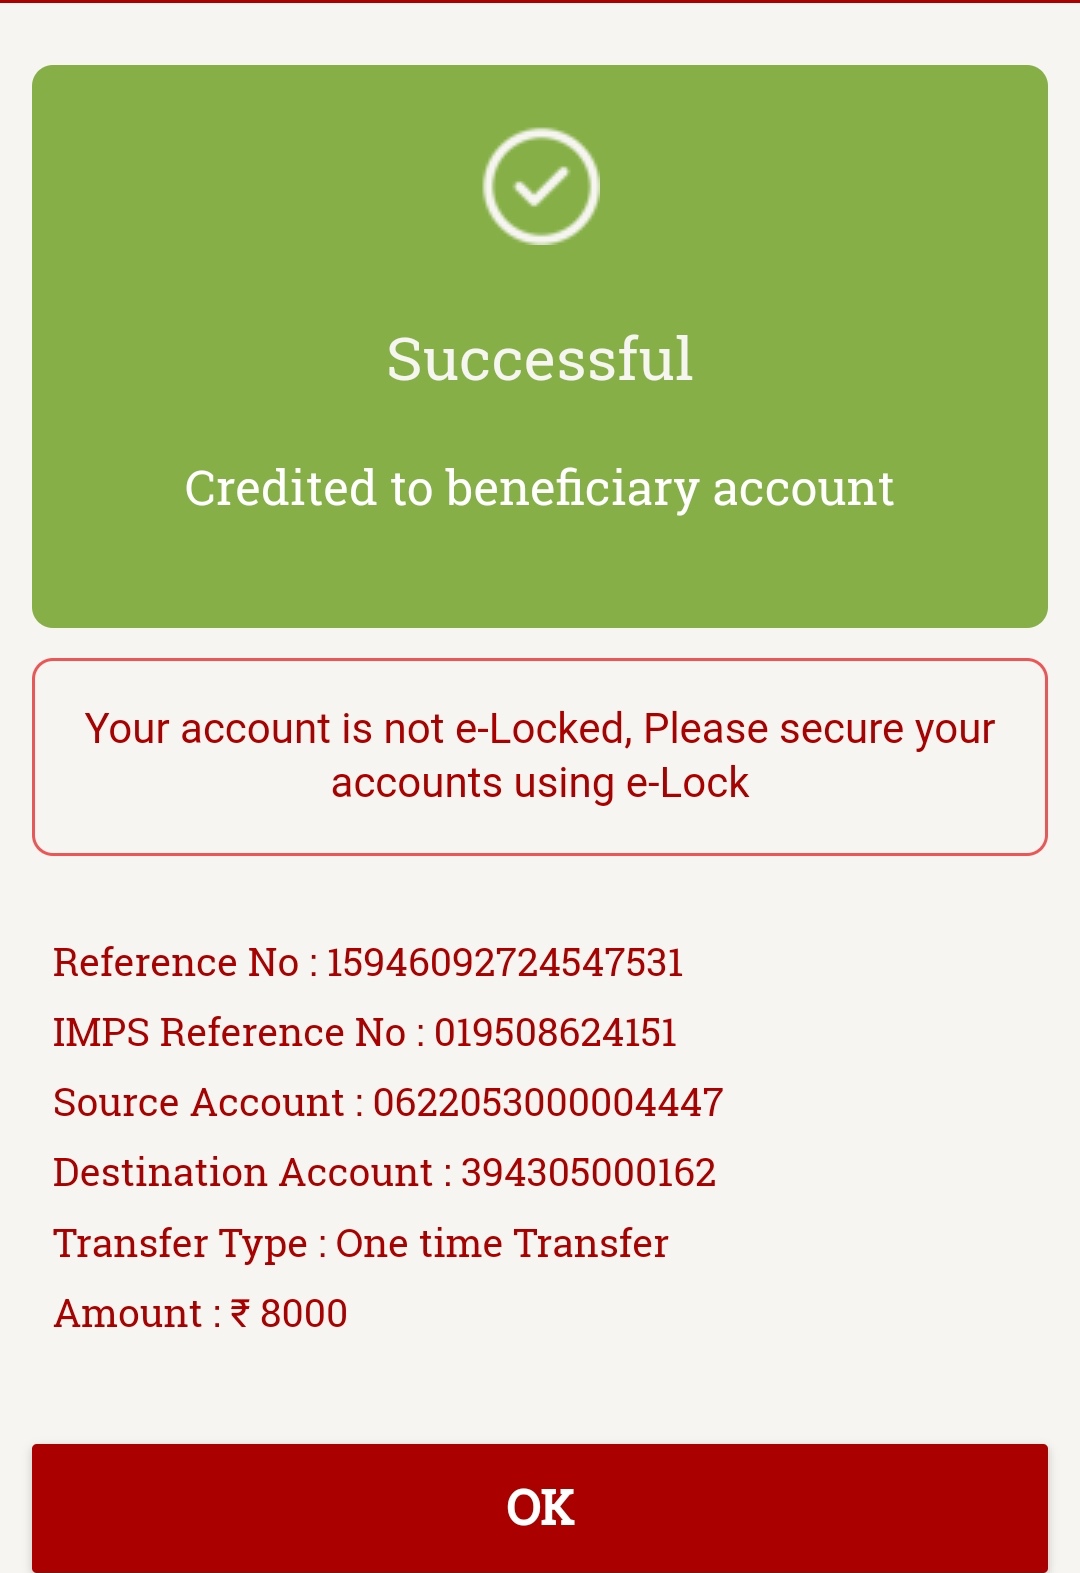 Successful
Credited to beneficiary account
Your account is not e-Locked, Please secure your
accounts using e-Lock
Reference No : 15946092724547531
IMPS Reference No : 019508624151
Source Account : 0622053000004447
Destination Account : 394305000162
Transfer Type : One time Transfer
Amount : ₹ 8000
OK